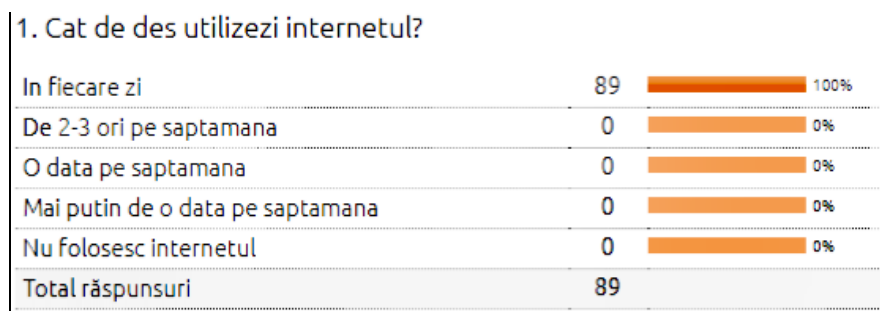 1. Cat de des utilizezi internetul?
In fiecare zi 89 100%
De 2-3 ori pe saptamana 0 0%
O data pe saptamana 0 0%
Mai putin de o data pe saptamana 0 0%
Nu folosesc internetul 0 0%
Total răspunsuri 89